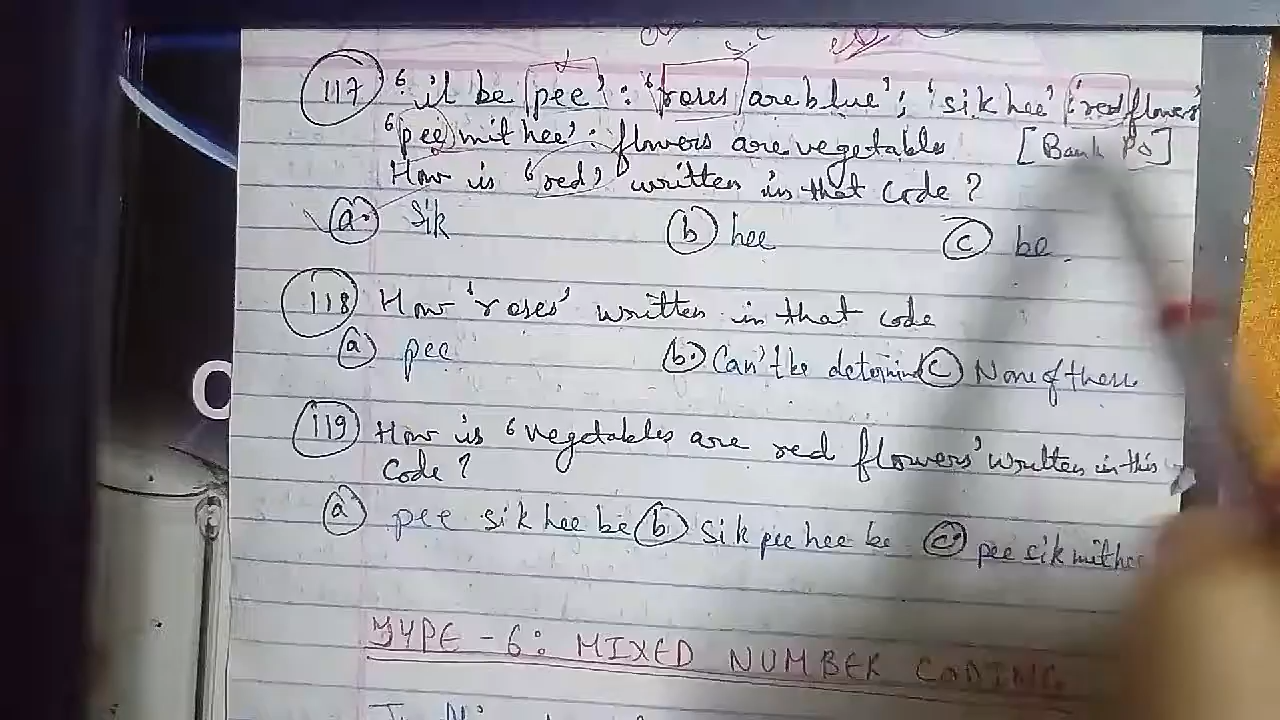 117 'il be pee' : 'roses are blue'; 'sik hee' 'red flowers'
'pee mit hee' : flowers are vegetable [Bank PO]
How is 'red' written in that code?
a. Sik b hee c be.
118 How 'roses' written in that code
a pee b. Can't be determined c None of these
119 How is 'vegetables are red flowers' written in this
Code?
a pee sik hee be b sik pee hee be c. pee sik mit hee
TYPE - 6: MIXED NUMBER CODING